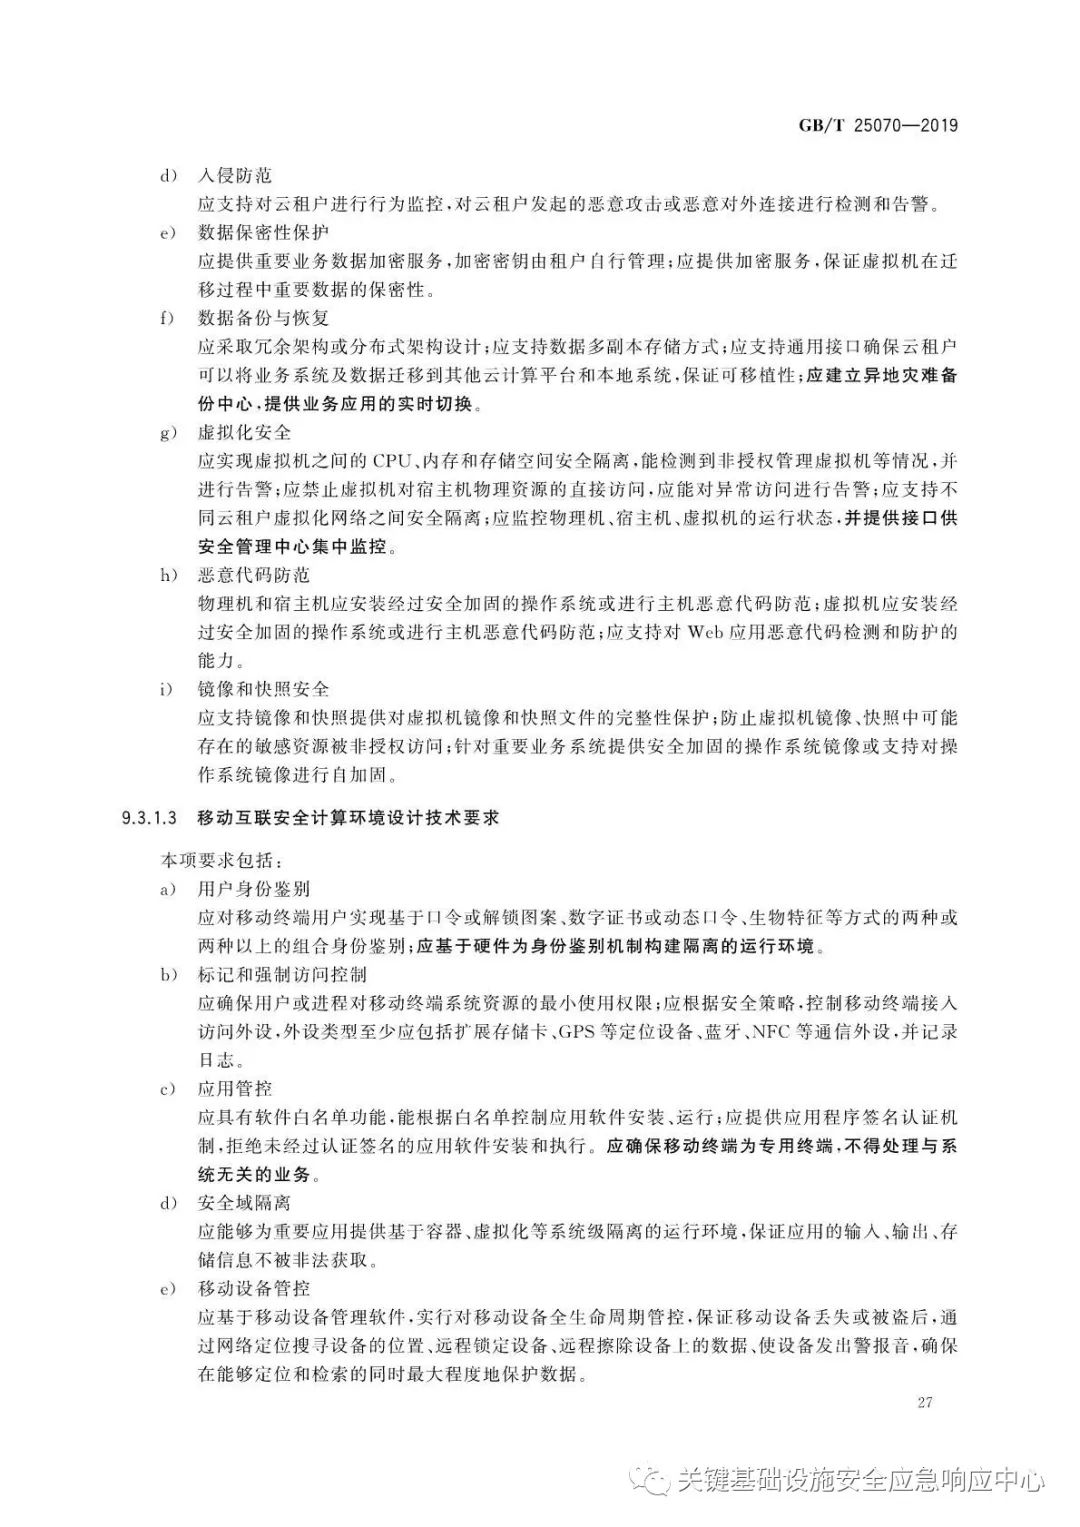 GB/T 25070—2019
d) 入侵防范
应支持对云租户进行行为监控,对云租户发起的恶意攻击或恶意对外连接进行检测和告警。
e) 数据保密性保护
应提供重要业务数据加密服务,加密密钥由租户自行管理;应提供加密服务,保证虚拟机在迁
移过程中重要数据的保密性。
f) 数据备份与恢复
应采取冗余架构或分布式架构设计;应支持数据多副本存储方式;应支持通用接口确保云租户
可以将业务系统及数据迁移到其他云计算平台和本地系统,保证可移植性;应建立异地灾难备
份中心,提供业务应用的实时切换。
g) 虚拟化安全
应实现虚拟机之间的 CPU、内存和存储空间安全隔离,能检测到非授权管理虚拟机等情况,并
进行告警;应禁止虚拟机对宿主机物理资源的直接访问,应能对异常访问进行告警;应支持不
同云租户虚拟化网络之间安全隔离;应监控物理机、宿主机、虚拟机的运行状态,并提供接口供
安全管理中心集中监控。
h) 恶意代码防范
物理机和宿主机应安装经过安全加固的操作系统或进行主机恶意代码防范;虚拟机应安装经
过安全加固的操作系统或进行主机恶意代码防范;应支持对 Web 应用恶意代码检测和防护的
能力。
i) 镜像和快照安全
应支持镜像和快照提供对虚拟机镜像和快照文件的完整性保护;防止虚拟机镜像、快照中可能
存在的敏感资源被非授权访问;针对重要业务系统提供安全加固的操作系统镜像或支持对操
作系统镜像进行自加固。
9.3.1.3 移动互联安全计算环境设计技术要求
本项要求包括:
a) 用户身份鉴别
应对移动终端用户实现基于口令或解锁图案、数字证书或动态口令、生物特征等方式的两种或
两种以上的组合身份鉴别;应基于硬件为身份鉴别机制构建隔离的运行环境。
b) 标记和强制访问控制
应确保用户或进程对移动终端系统资源的最小使用权限;应根据安全策略,控制移动终端接入
访问外设,外设类型至少应包括扩展存储卡、GPS 等定位设备、蓝牙、NFC 等通信外设,并记录
日志。
c) 应用管控
应具有软件白名单功能,能根据白名单控制应用软件安装、运行;应提供应用程序签名认证机
制,拒绝未经过认证签名的应用软件安装和执行。应确保移动终端为专用终端,不得处理与系
统无关的业务。
d) 安全域隔离
应能够为重要应用提供基于容器、虚拟化等系统级隔离的运行环境,保证应用的输入、输出、存
储信息不被非法获取。
e) 移动设备管控
应基于移动设备管理软件,实行对移动设备全生命周期管控,保证移动设备丢失或被盗后,通
过网络定位搜寻设备的位置、远程锁定设备、远程擦除设备上的数据、使设备发出警报音,确保
在能够定位和检索的同时最大程度地保护数据。
27
关键基础设施安全应急响应中心